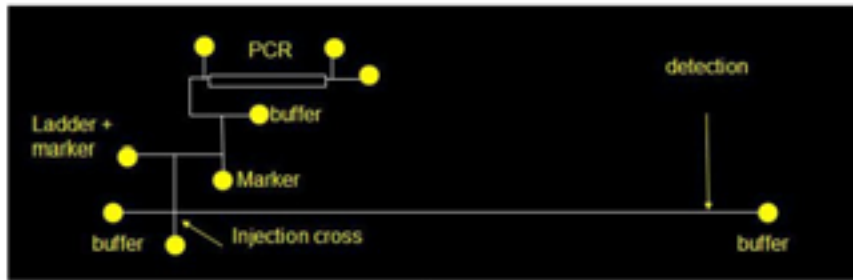 PCR
detection
buffer
Ladder +
marker
Marker
Injection cross
buffer
buffer